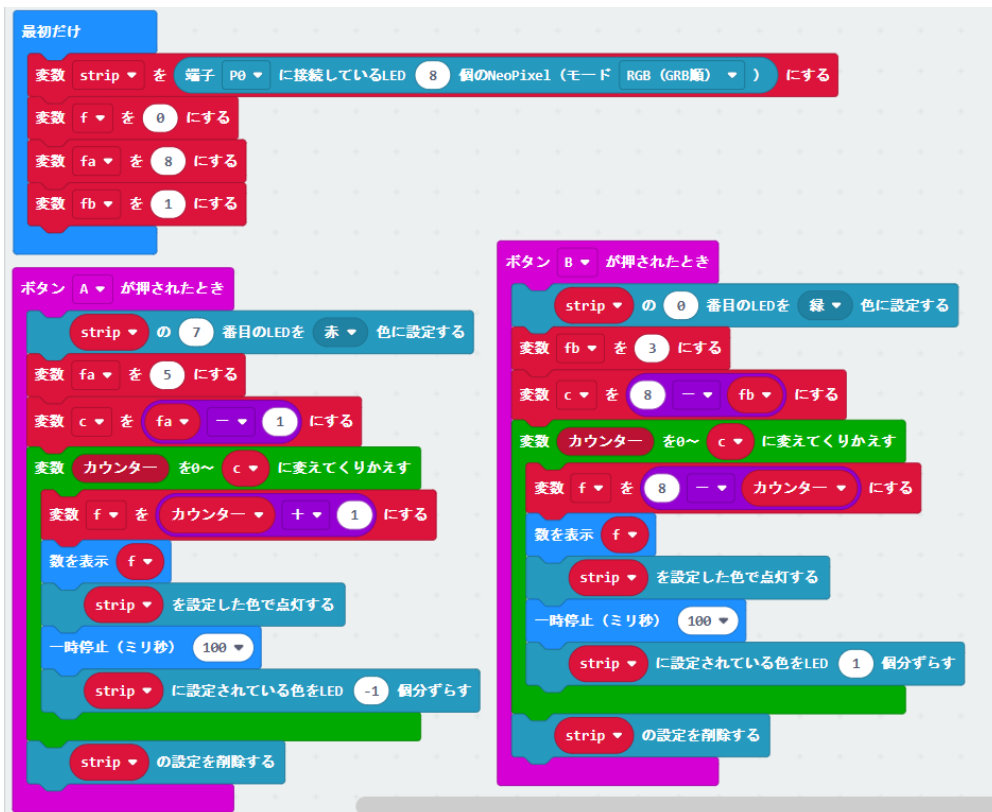 最初だけ
変数 strip を 端子 P0 に接続しているLED 8 個のNeoPixel (モード RGB (GRB順) ) にする
変数 f を 0 にする
変数 fa を 8 にする
変数 fb を 1 にする
ボタン A が押されたとき
strip の 7 番目のLEDを 赤 色に設定する
変数 fa を 5 にする
変数 c を fa - 1 にする
変数 カウンター を0~ c に変えてくりかえす
変数 f を カウンター + 1 にする
数を表示 f
strip を設定した色で点灯する
一時停止 (ミリ秒) 100
strip に設定されている色をLED -1 個分ずらす
strip の設定を削除する
ボタン B が押されたとき
strip の 0 番目のLEDを 緑 色に設定する
変数 fb を 3 にする
変数 c を 8 - fb にする
変数 カウンター を0~ c に変えてくりかえす
変数 f を 8 - カウンター にする
数を表示 f
strip を設定した色で点灯する
一時停止 (ミリ秒) 100
strip に設定されている色をLED 1 個分ずらす
strip の設定を削除する